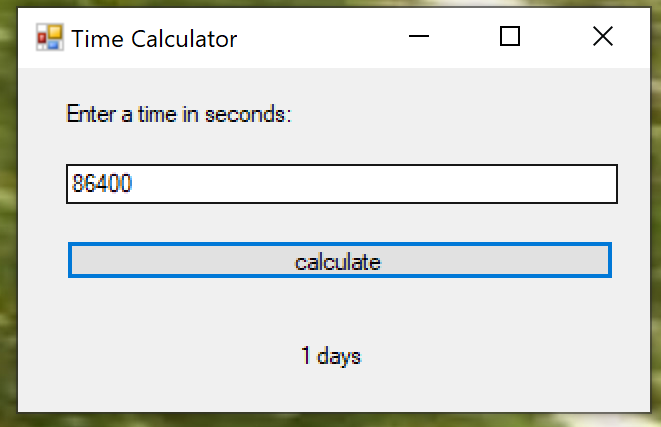 Time Calculator
Enter a time in seconds:
86400
calculate
1 days